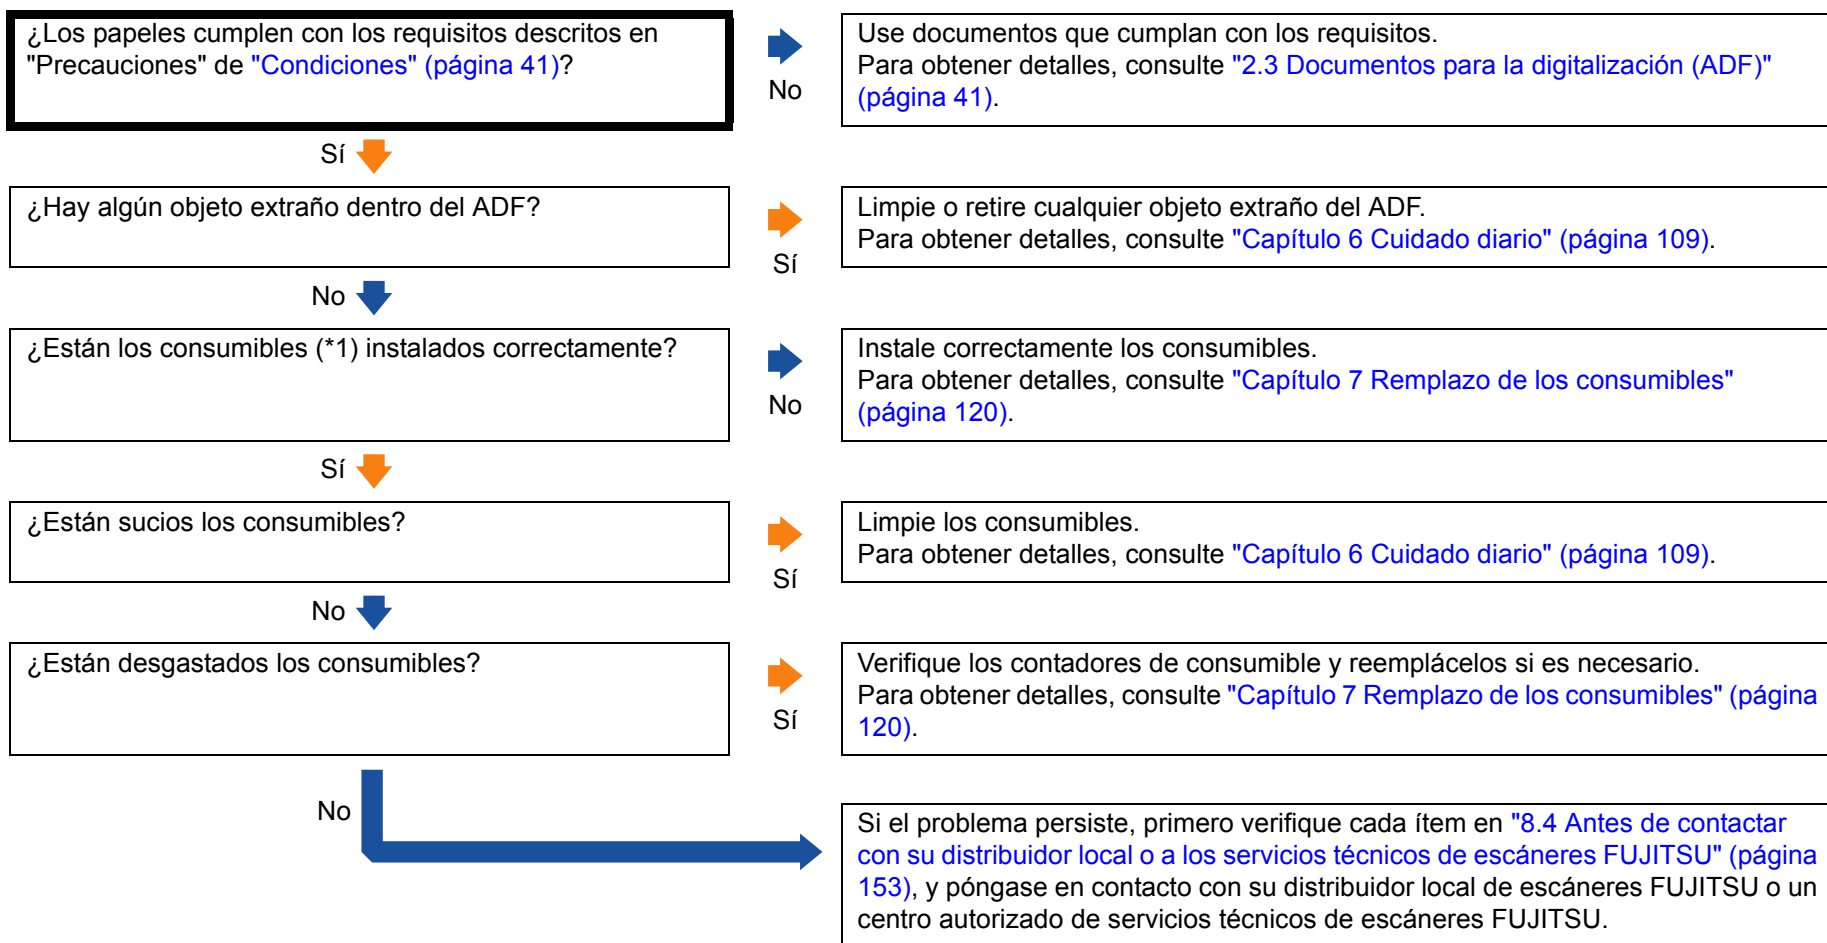 ¿Los papeles cumplen con los requisitos descritos en
"Precauciones" de "Condiciones" (página 41)?
No
Use documentos que cumplan con los requisitos.
Para obtener detalles, consulte "2.3 Documentos para la digitalización (ADF)"
(página 41).
Sí
¿Hay algún objeto extraño dentro del ADF?
Sí
Limpie o retire cualquier objeto extraño del ADF.
Para obtener detalles, consulte "Capítulo 6 Cuidado diario" (página 109).
No
¿Están los consumibles (*1) instalados correctamente?
No
Instale correctamente los consumibles.
Para obtener detalles, consulte "Capítulo 7 Remplazo de los consumibles"
(página 120).
Sí
¿Están sucios los consumibles?
Sí
Limpie los consumibles.
Para obtener detalles, consulte "Capítulo 6 Cuidado diario" (página 109).
No
¿Están desgastados los consumibles?
Sí
Verifique los contadores de consumible y reemplácelos si es necesario.
Para obtener detalles, consulte "Capítulo 7 Remplazo de los consumibles" (página
120).
No
Si el problema persiste, primero verifique cada ítem en "8.4 Antes de contactar
con su distribuidor local o a los servicios técnicos de escáneres FUJITSU" (página
153), y póngase en contacto con su distribuidor local de escáneres FUJITSU o un
centro autorizado de servicios técnicos de escáneres FUJITSU.